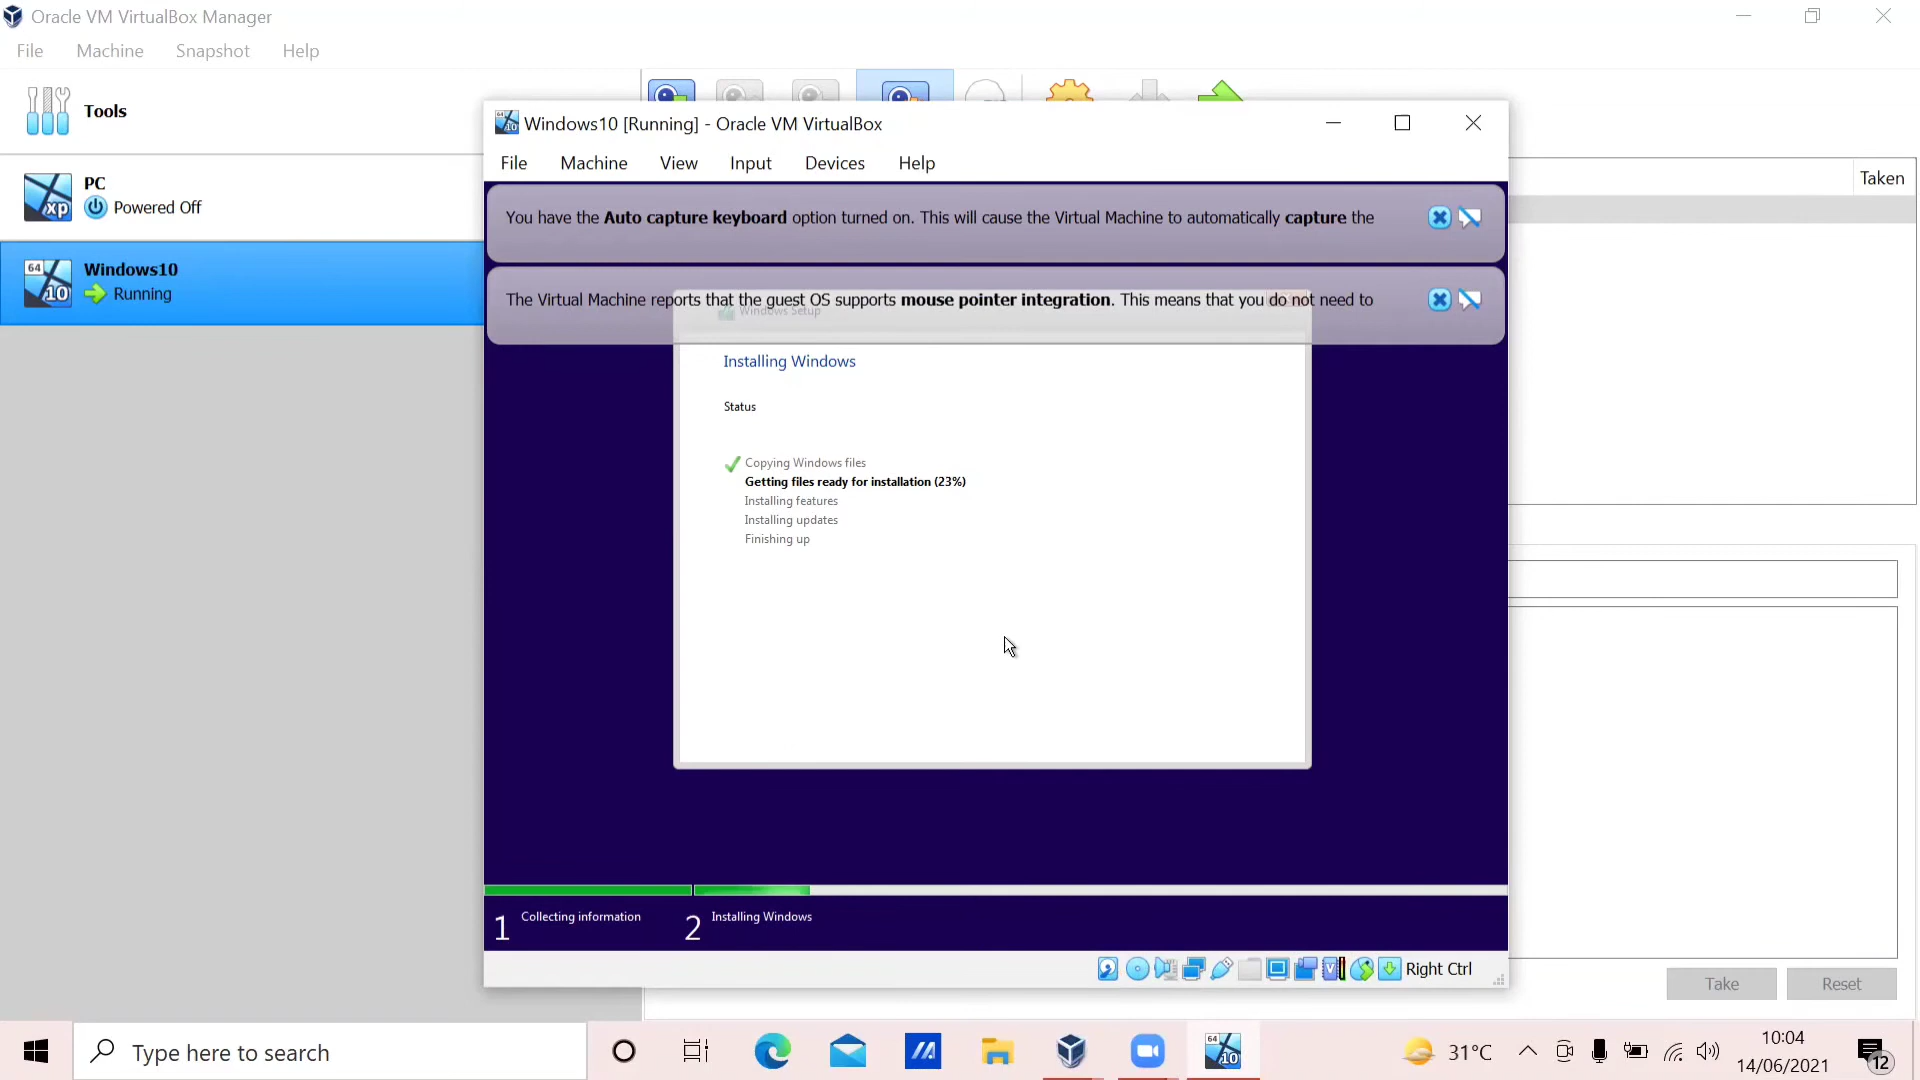 Oracle VM VirtualBox Manager
File Machine Snapshot Help
Tools
PC
Powered Off
Windows10
Running
Taken
Windows10 [Running] - Oracle VM VirtualBox
File Machine View Input Devices Help
You have the Auto capture keyboard option turned on. This will cause the Virtual Machine to automatically capture the
The Virtual Machine reports that the guest OS supports mouse pointer integration. This means that you do not need to
Windows Setup
Installing Windows
Status
Copying Windows files
Getting files ready for installation (23%)
Installing features
Installing updates
Finishing up
1 Collecting information 2 Installing Windows
Right Ctrl
Take Reset
Type here to search
31°C
10:04
14/06/2021
12